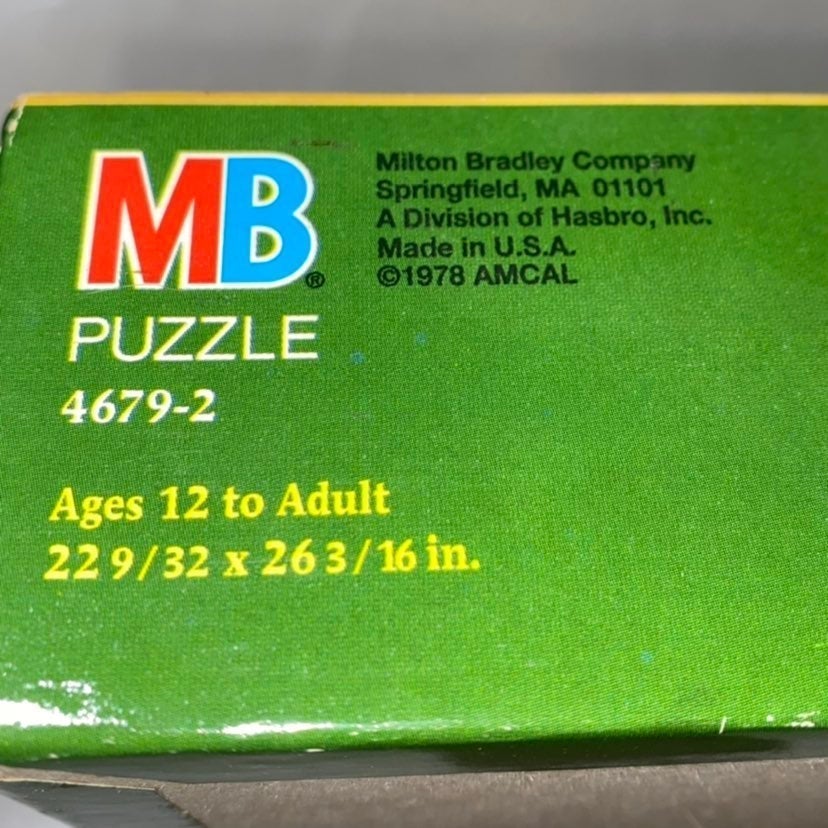 MB®
PUZZLE
4679-2
Milton Bradley Company
Springfield, MA 01101
A Division of Hasbro, Inc.
Made in U.S.A.
©1978 AMCAL
Ages 12 to Adult
22 9/32 x 26 3/16 in.